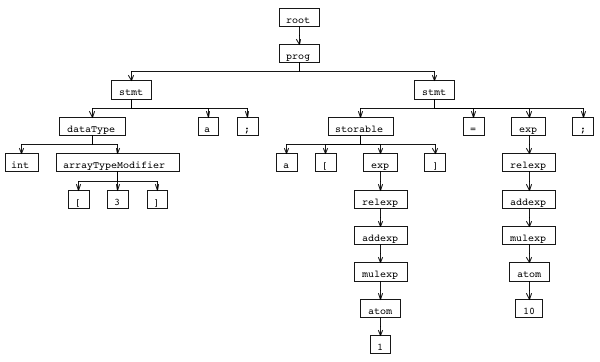 root
prog
stmt stmt
dataType a ; storable = exp ;
int arrayTypeModifier a [ exp ] relexp
[ 3 ] relexp addexp
addexp mulexp
mulexp atom
atom 10
1